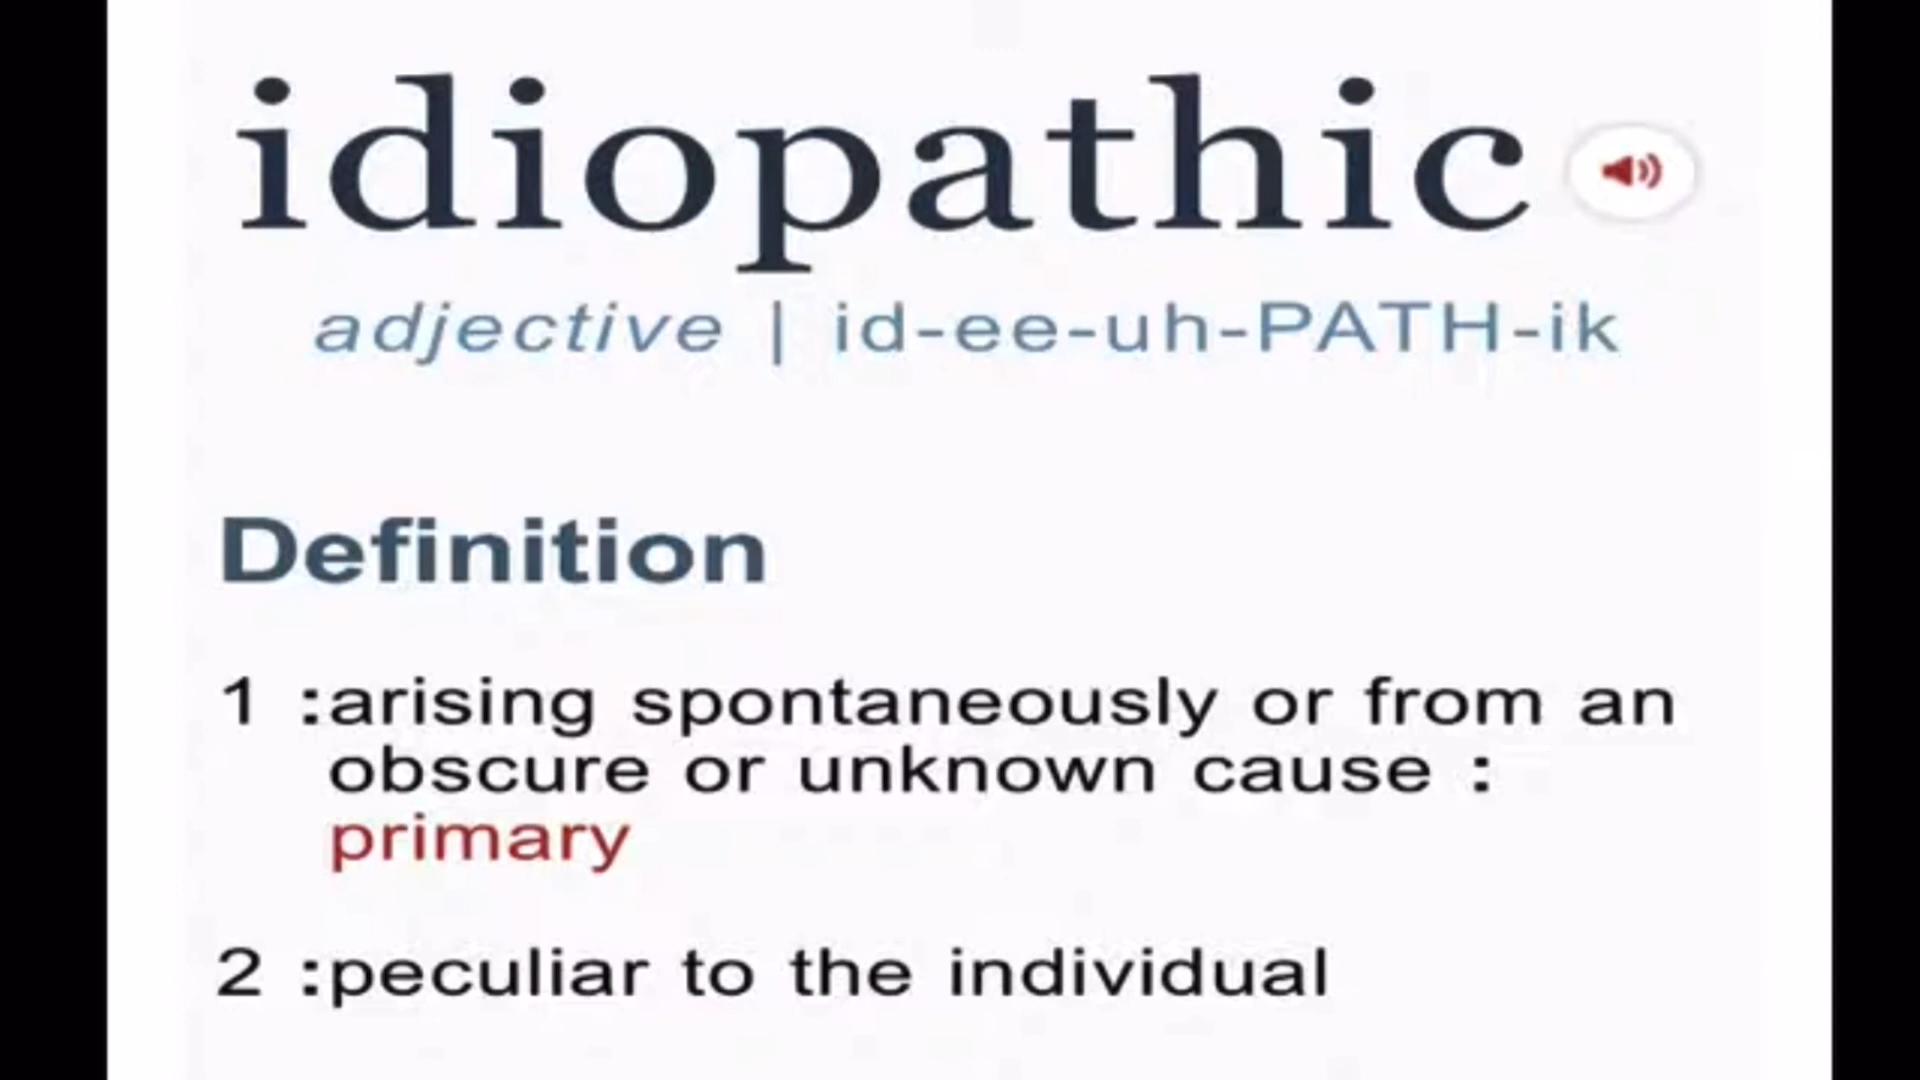 idiopathic
adjective | id-ee-uh-PATH-ik
Definition
1 :arising spontaneously or from an
obscure or unknown cause :
primary
2 :peculiar to the individual